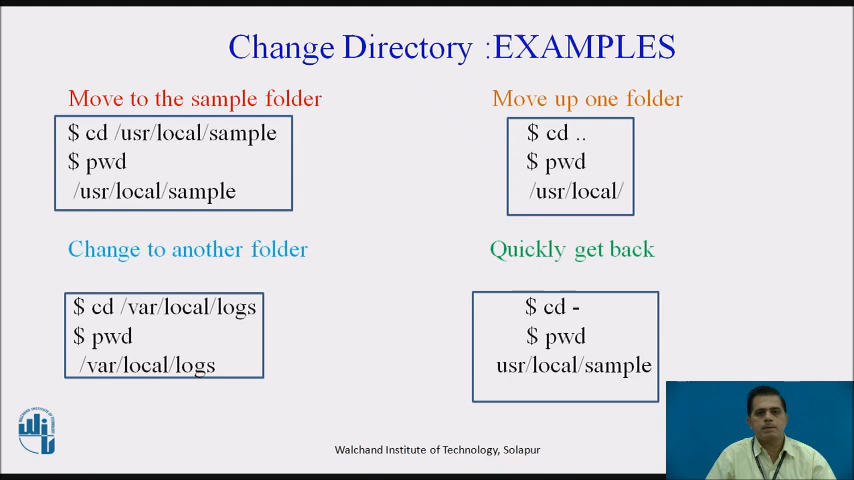 Change Directory :EXAMPLES
Move to the sample folder
$ cd /usr/local/sample
$ pwd
/usr/local/sample
Move up one folder
$ cd ..
$ pwd
/usr/local/
Change to another folder
$ cd /var/local/logs
$ pwd
/var/local/logs
Quickly get back
$ cd -
$ pwd
usr/local/sample
Walchand Institute of Technology, Solapur